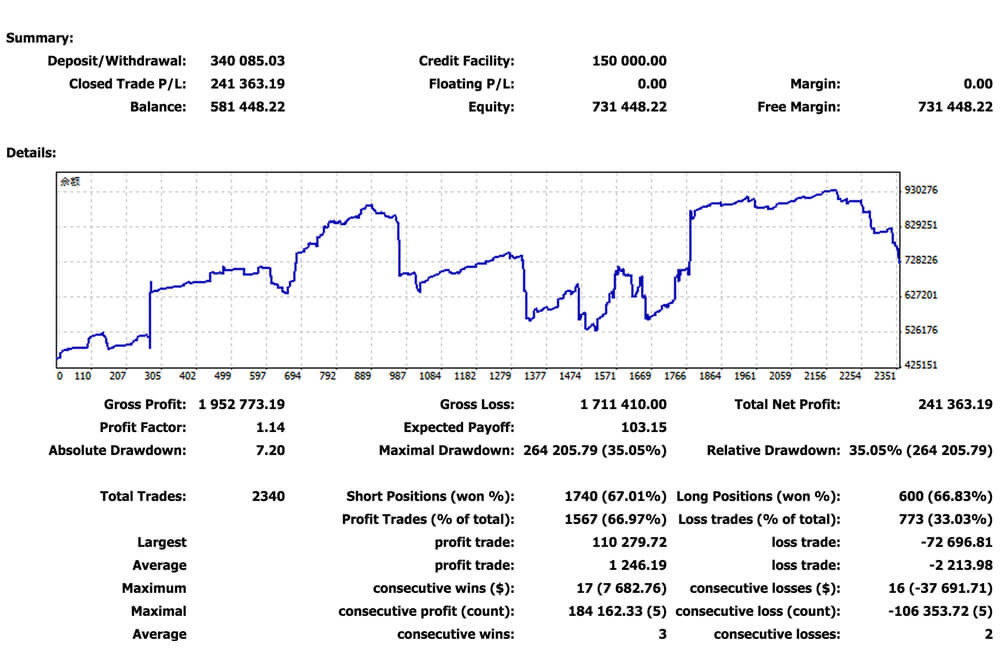 Summary:
Deposit/Withdrawal: 340 085.03 Credit Facility: 150 000.00
Closed Trade P/L: 241 363.19 Floating P/L: 0.00 Margin: 0.00
Balance: 581 448.22 Equity: 731 448.22 Free Margin: 731 448.22
Details:
余额
930276
829251
728226
627201
526176
425151
0 110 207 305 402 499 597 694 792 889 987 1084 1182 1279 1377 1474 1571 1669 1766 1864 1961 2059 2156 2254 2351
Gross Profit: 1 952 773.19 Gross Loss: 1 711 410.00 Total Net Profit: 241 363.19
Profit Factor: 1.14 Expected Payoff: 103.15
Absolute Drawdown: 7.20 Maximal Drawdown: 264 205.79 (35.05%) Relative Drawdown: 35.05% (264 205.79)
Total Trades: 2340 Short Positions (won %): 1740 (67.01%) Long Positions (won %): 600 (66.83%)
Profit Trades (% of total): 1567 (66.97%) Loss trades (% of total): 773 (33.03%)
Largest profit trade: 110 279.72 loss trade: -72 696.81
Average profit trade: 1 246.19 loss trade: -2 213.98
Maximum consecutive wins ($): 17 (7 682.76) consecutive losses ($): 16 (-37 691.71)
Maximal consecutive profit (count): 184 162.33 (5) consecutive loss (count): -106 353.72 (5)
Average consecutive wins: 3 consecutive losses: 2